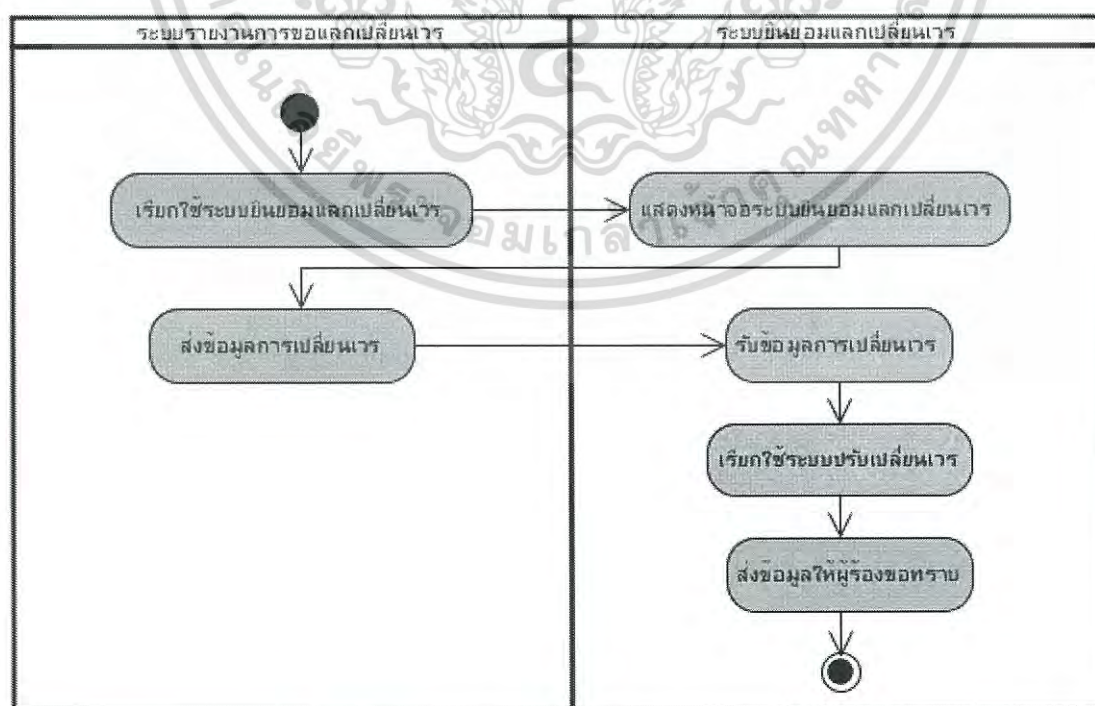 ระบบรายงานการขอแลกเปลี่ยนเวร
ระบบยินยอมแลกเปลี่ยนเวร
เรียกใช้ระบบยินยอมแลกเปลี่ยนเวร
แสดงหน้าจอระบบยินยอมแลกเปลี่ยนเวร
ส่งข้อมูลการเปลี่ยนเวร
รับข้อมูลการเปลี่ยนเวร
เรียกใช้ระบบปรับเปลี่ยนเวร
ส่งข้อมูลให้ผู้ร้องขอทราบ